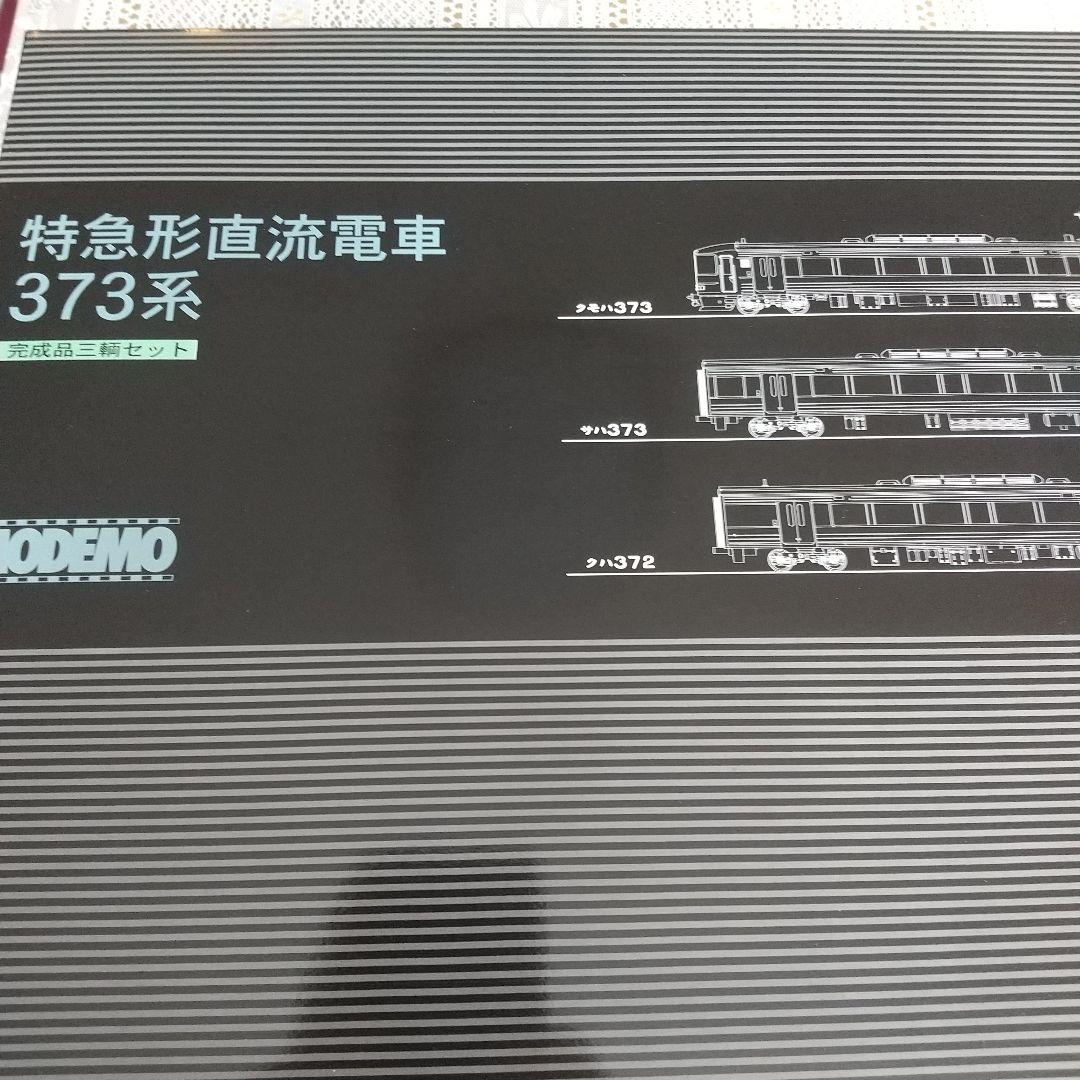 特急形直流電車
373系
完成品三輌セット
クモハ373
サハ373
クハ372
MODEMO